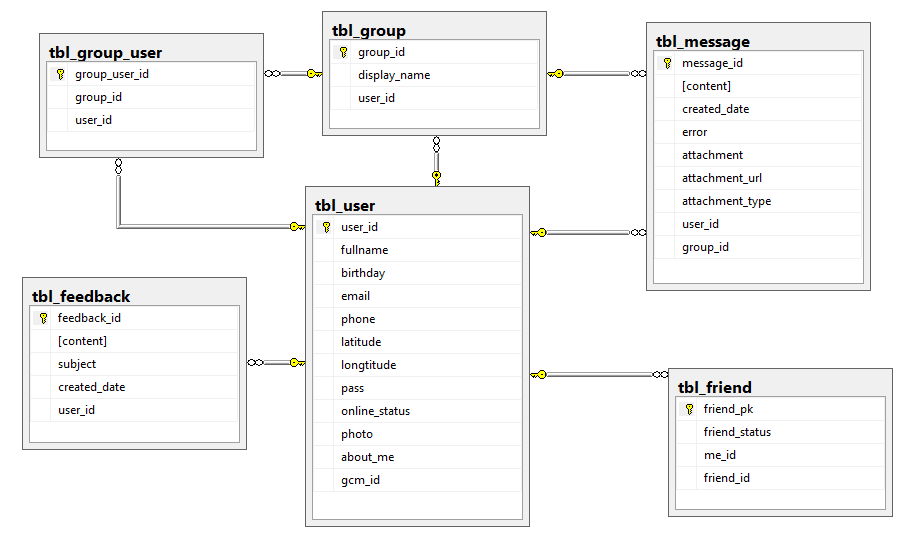 tbl_group_user
group_user_id
group_id
user_id
tbl_group
group_id
display_name
user_id
tbl_message
message_id
[content]
created_date
error
attachment
attachment_url
attachment_type
user_id
group_id
tbl_user
user_id
fullname
birthday
email
phone
latitude
longtitude
pass
online_status
photo
about_me
gcm_id
tbl_feedback
feedback_id
[content]
subject
created_date
user_id
tbl_friend
friend_pk
friend_status
me_id
friend_id